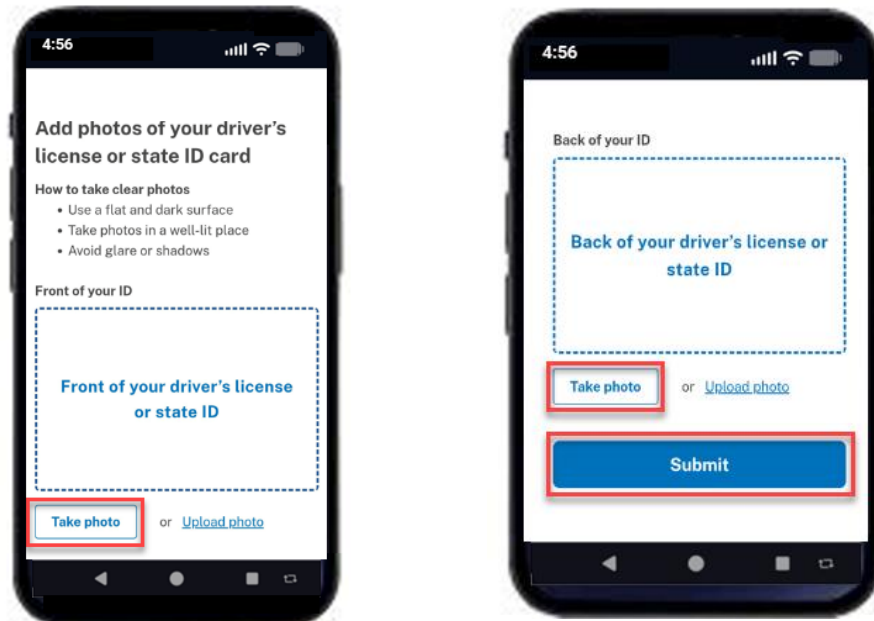 4:56
Add photos of your driver's
license or state ID card
How to take clear photos
• Use a flat and dark surface
• Take photos in a well-lit place
• Avoid glare or shadows
Front of your ID
Front of your driver's license
or state ID
Take photo or Upload photo
4:56
Back of your ID
Back of your driver's license or
state ID
Take photo or Upload photo
Submit